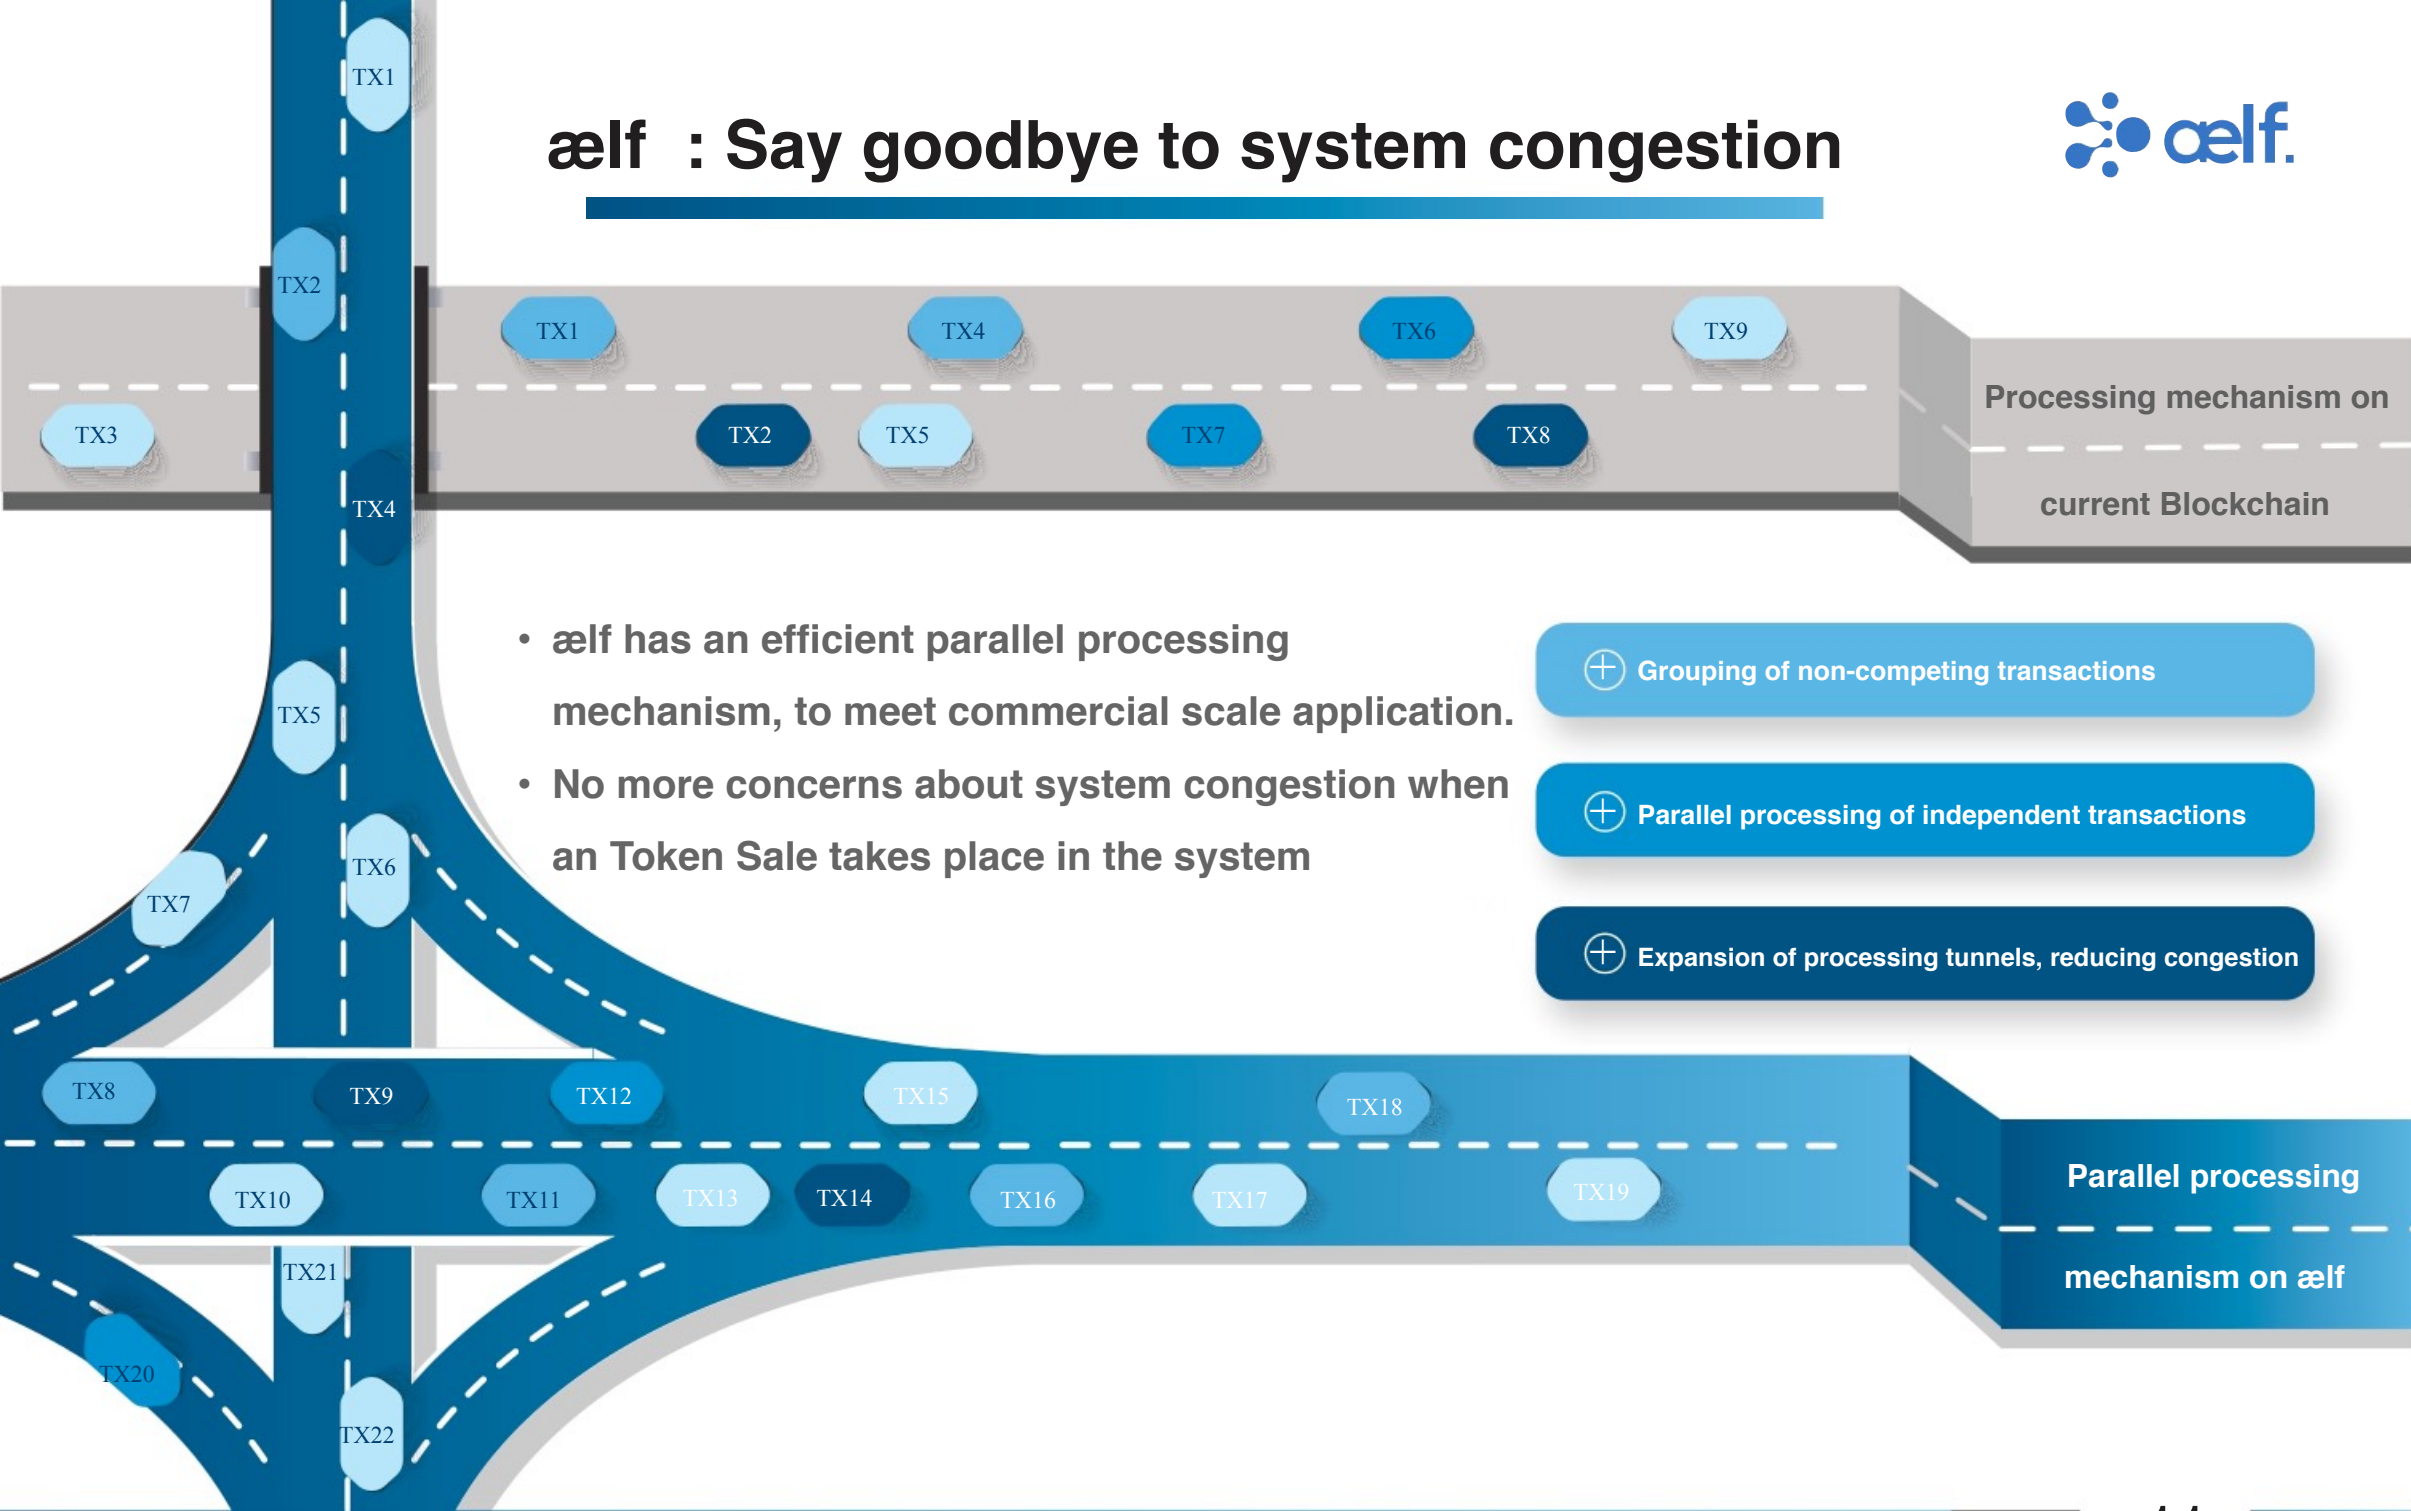 TX1
ælf : Say goodbye to system congestion
ælf.
TX2
TX1
TX4
TX6
TX9
Processing mechanism on
TX3
TX2
TX5
TX7
TX8
TX4
current Blockchain
• ælf has an efficient parallel processing
mechanism, to meet commercial scale application.
• No more concerns about system congestion when
an Token Sale takes place in the system
Grouping of non-competing transactions
Parallel processing of independent transactions
Expansion of processing tunnels, reducing congestion
TX5
TX6
TX7
TX8
TX9
TX12
TX15
TX18
TX10
TX11
TX13
TX14
TX16
TX17
TX19
Parallel processing
mechanism on ælf
TX21
TX20
TX22